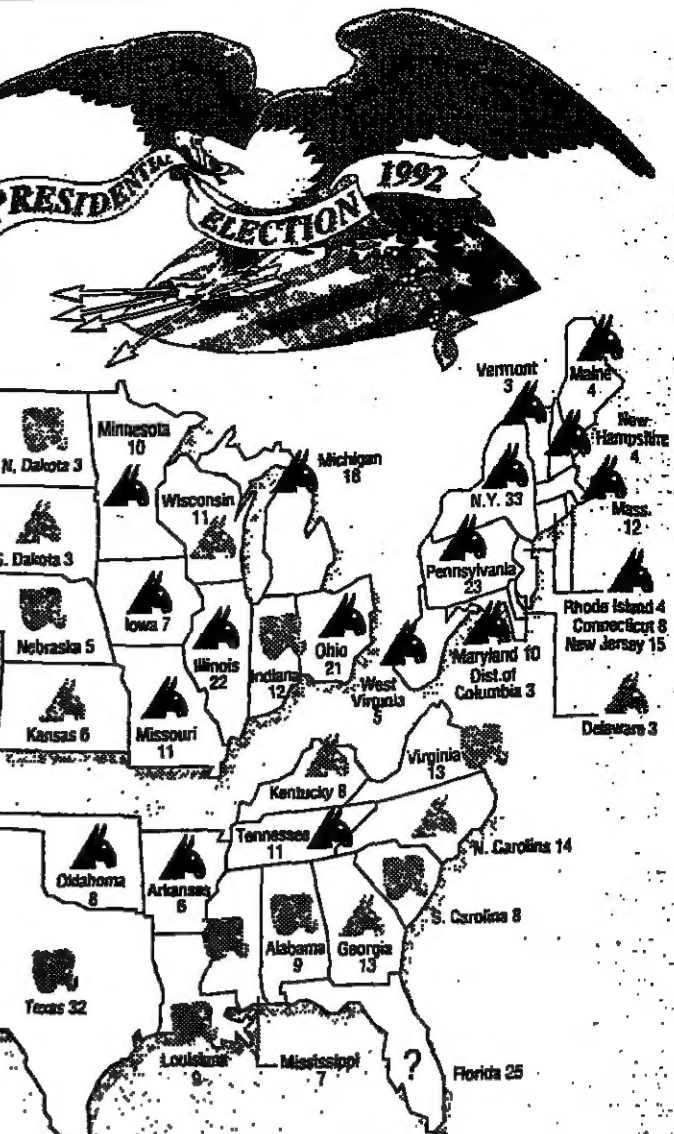 PRESIDENTIAL
ELECTION
1992
Vermont
3
Maine
4
New
Hampshire
4
Mass.
12
N.Y. 33
Pennsylvania
23
Rhode Island 4
Connecticut 8
New Jersey 15
Maryland 10
Dist. of
Columbia 3
Delaware 3
N. Dakota 3
Minnesota
10
Wisconsin
11
Michigan
18
S. Dakota 3
Nebraska 5
Iowa 7
Illinois
22
Indiana
12
Ohio
21
West
Virginia
5
Kansas 6
Missouri
11
Kentucky 8
Virginia
13
Tennessee
11
N. Carolina 14
Oklahoma
8
Arkansas
6
S. Carolina 8
Alabama
9
Georgia
13
Texas 32
Louisiana
9
Mississippi
7
?
Florida 25